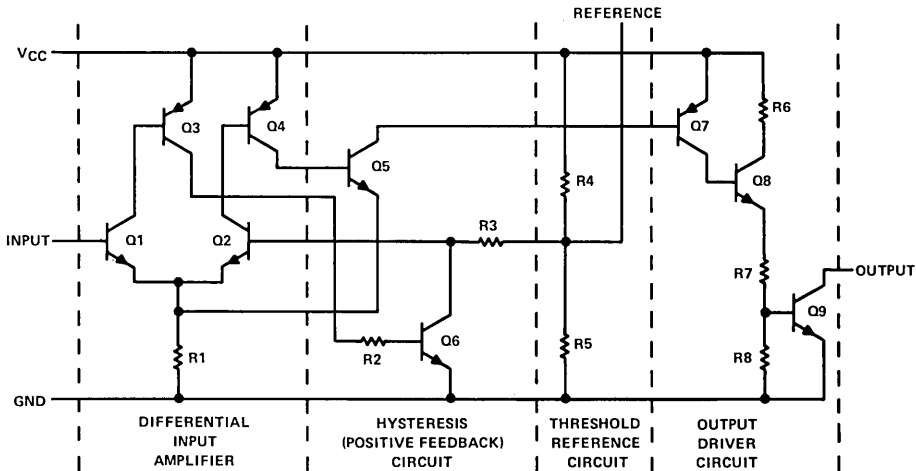 REFERENCE
VCC
Q3
Q4
Q5
Q7
R6
Q8
R4
R3
INPUT
Q1
Q2
R7
OUTPUT
Q9
R1
R2
Q6
R5
R8
GND
DIFFERENTIAL
INPUT
AMPLIFIER
HYSTERESIS
(POSITIVE FEEDBACK)
CIRCUIT
THRESHOLD
REFERENCE
CIRCUIT
OUTPUT
DRIVER
CIRCUIT